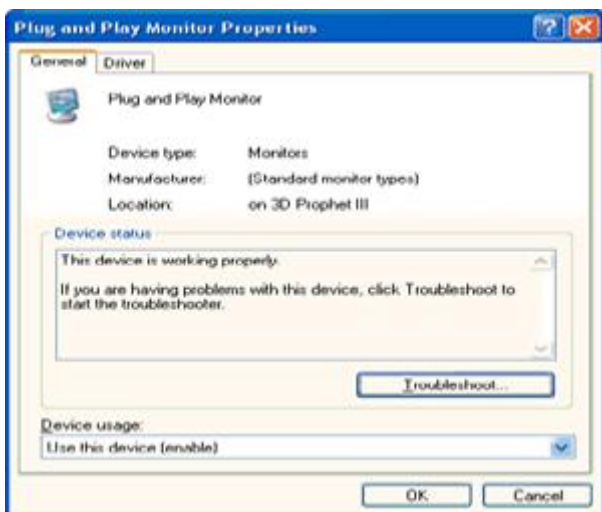 Plug and Play Monitor Properties
General Driver
Plug and Play Monitor
Device type: Monitors
Manufacturer: (Standard monitor types)
Location: on 3D Prophet III
Device status
This device is working properly.
If you are having problems with this device, click Troubleshoot to
start the troubleshooter.
Troubleshoot...
Device usage:
Use this device (enable)
OK Cancel